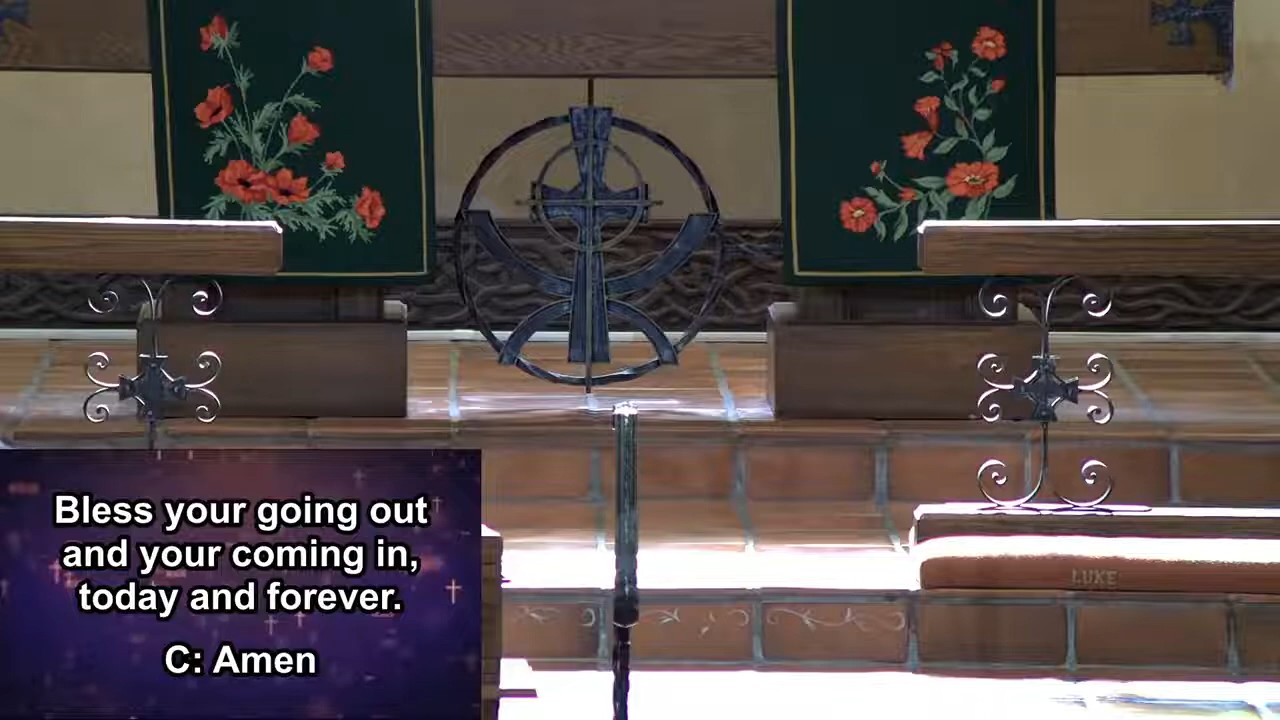 LUKE
Bless your going out
and your coming in,
today and forever.
C: Amen